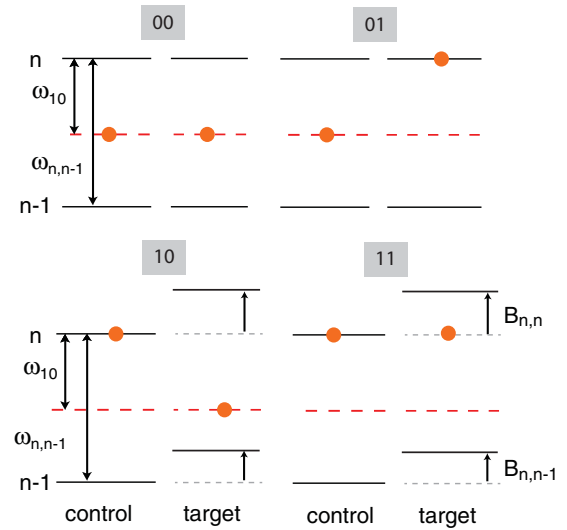 00 01
n
ω10
ωn,n-1
n-1
10 11
n
Bn,n
ω10
ωn,n-1
n-1
Bn,n-1
control target control target